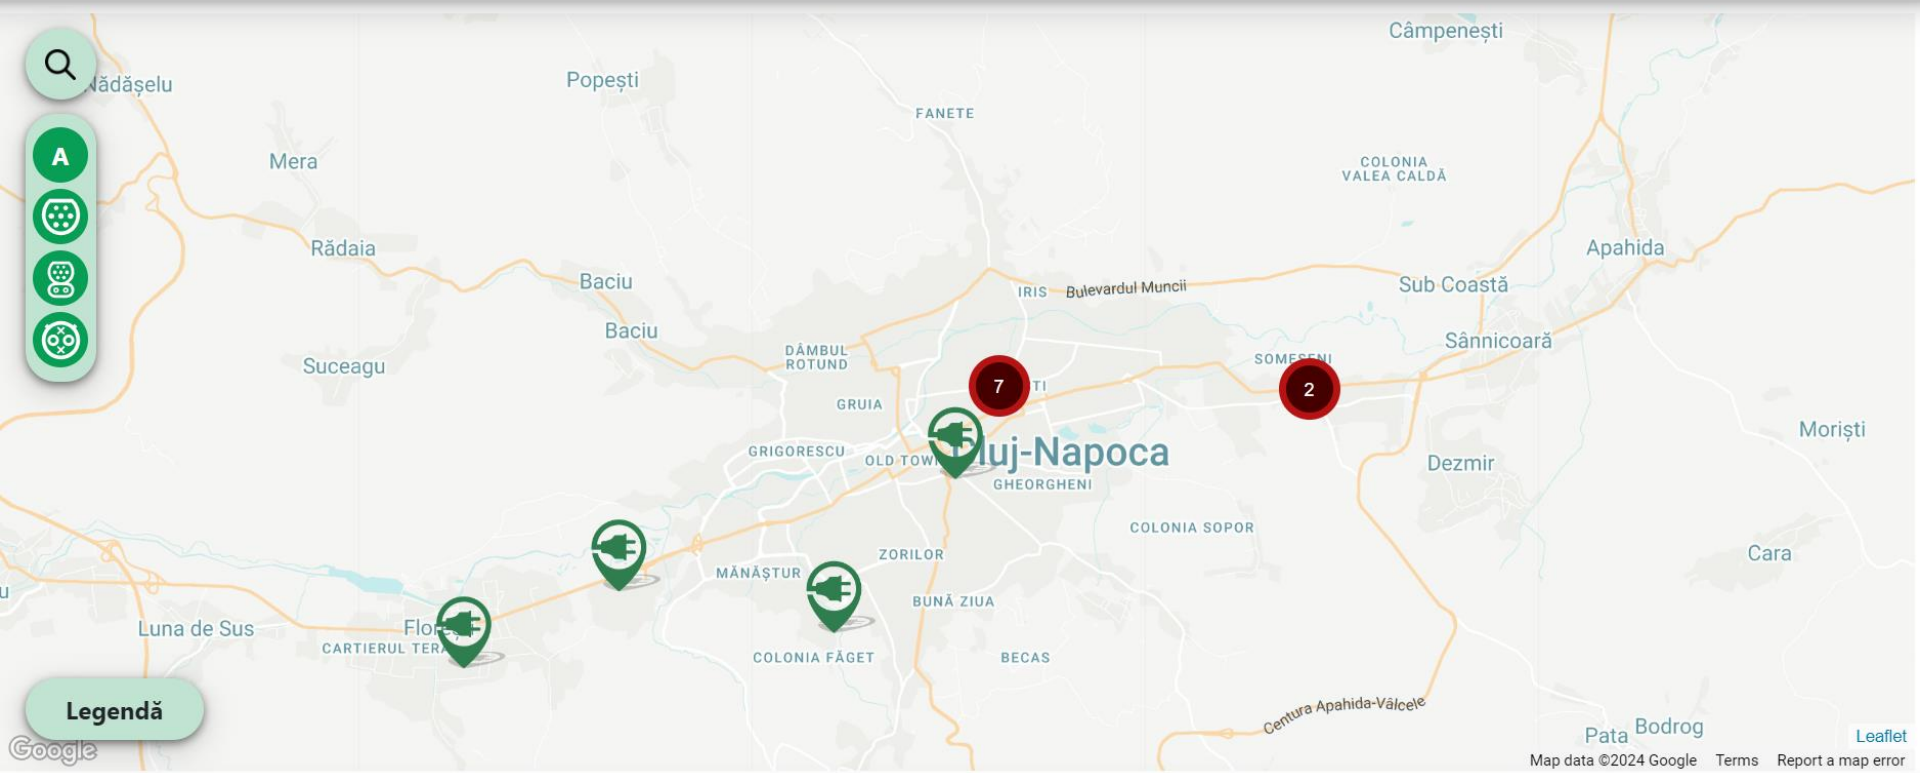 Câmpenești
Nădășelu
Popești
FANETE
A
Mera
COLONIA
VALEA CALDĂ
Rădaia
Apahida
Baciu
Sub Coastă
IRIS
Bulevardul Muncii
Baciu
Sânnicoară
DÂMBUL
ROTUND
SOMEȘENI
Suceagu
7
TI
2
GRUIA
Moriști
GRIGORESCU
OLD TOWN
Cluj-Napoca
Dezmir
GHEORGHENI
COLONIA SOPOR
ZORILOR
Cara
MĂNĂȘTUR
u
BUNĂ ZIUA
Luna de Sus
Florești
CARTIERUL TERA
COLONIA FĂGET
BECAS
Centura Apahida-Vâlcele
Legendă
Pata
Bodrog
Leaflet
Google
Map data ©2024 Google
Terms
Report a map error